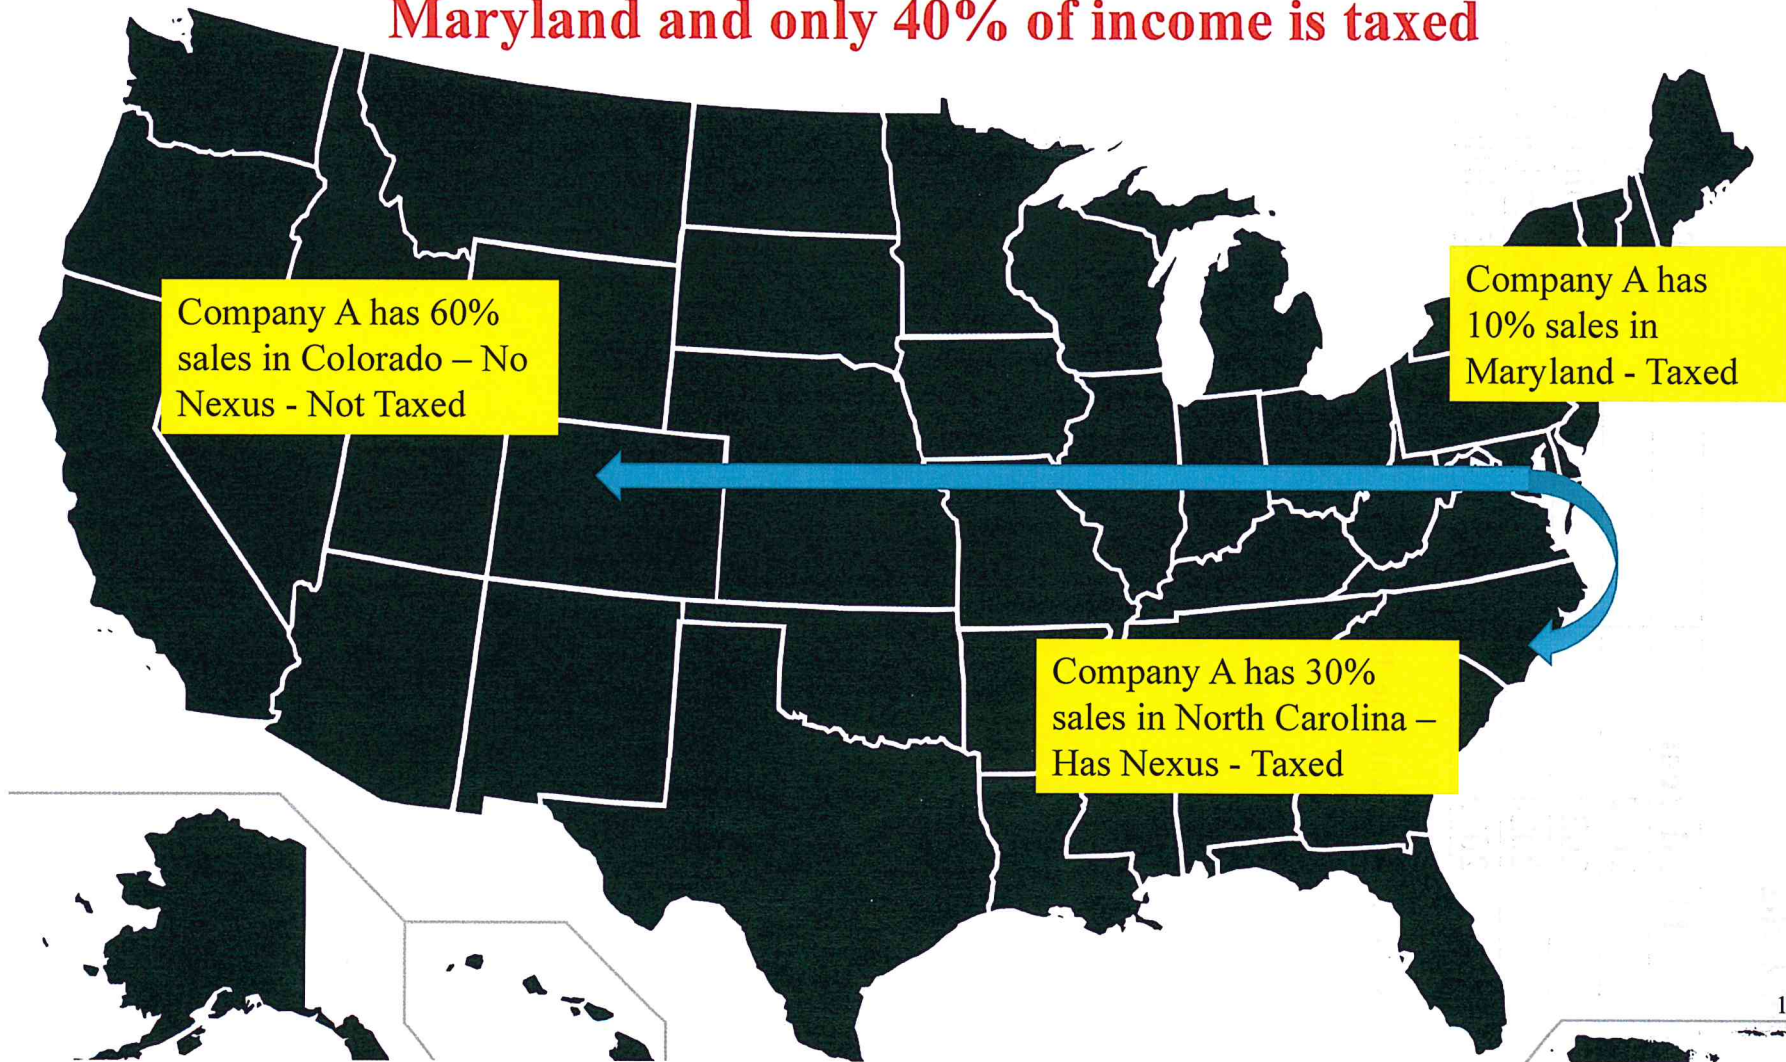 Maryland and only 40% of income is taxed
Company A has 60%
sales in Colorado – No
Nexus - Not Taxed
Company A has
10% sales in
Maryland - Taxed
Company A has 30%
sales in North Carolina –
Has Nexus - Taxed
1